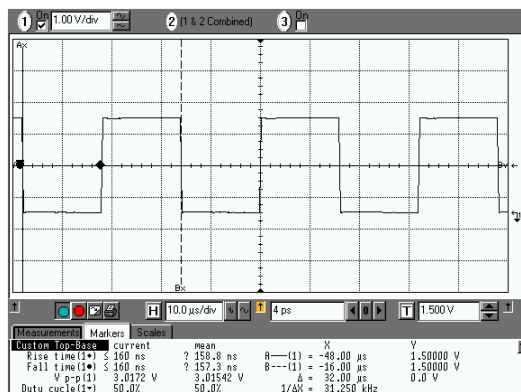 1 On 1.00 V/div 2 (1 & 2 Combined) 3 On
Ax
Bx
H 10.0 µs/div 4 ps 0 T 1.500 V
Measurements Markers Scales
Custom Top-Base current mean X Y
Rise time(1♦) ≤ 160 ns ? 158.8 ns A—(1) = -48.00 µs 1.50000 V
Fall time(1●) ≤ 160 ns ? 157.3 ns B---(1) = -16.00 µs 1.50000 V
V p-p(1) 3.0172 V 3.01542 V Δ = 32.00 µs 0.0 V
Duty cycle(1▾) 50.0% 50.0% 1/ΔX = 31.250 kHz